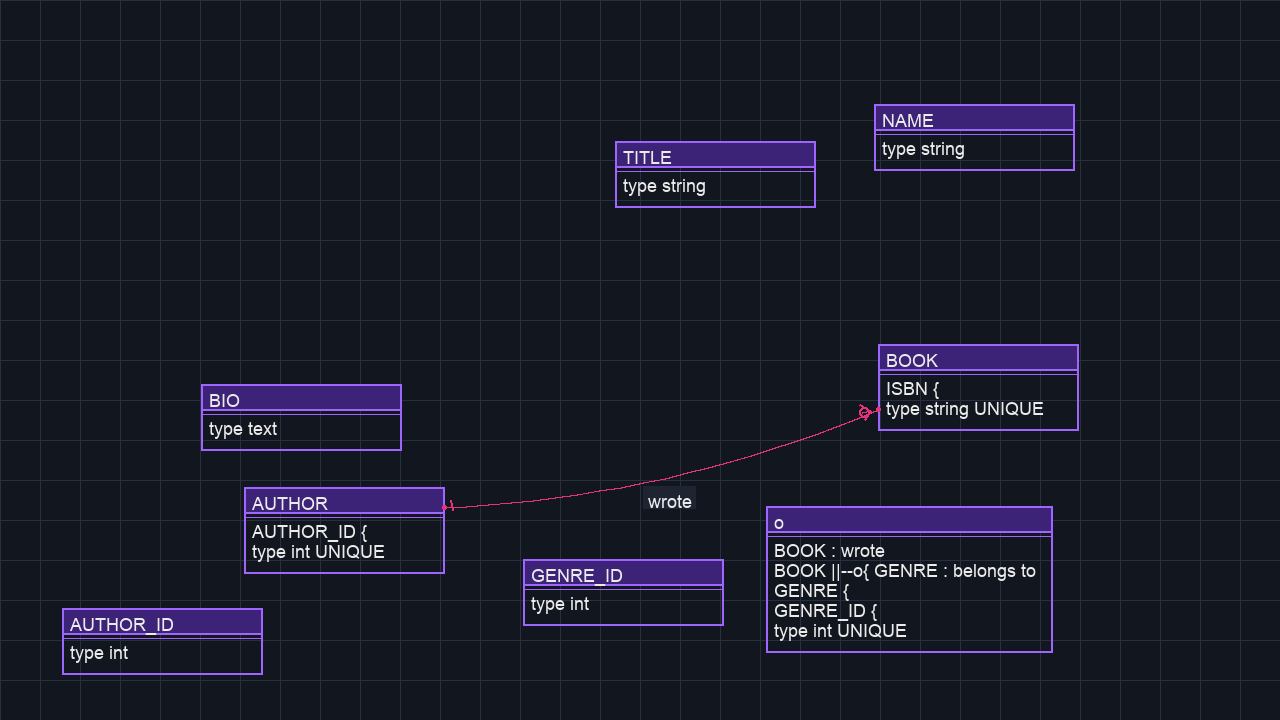 NAME
type string
TITLE
type string
BOOK
ISBN {
type string UNIQUE
BIO
type text
AUTHOR
AUTHOR_ID {
type int UNIQUE
wrote
o
BOOK : wrote
BOOK ||--o{ GENRE : belongs to
GENRE {
GENRE_ID {
type int UNIQUE
GENRE_ID
type int
AUTHOR_ID
type int